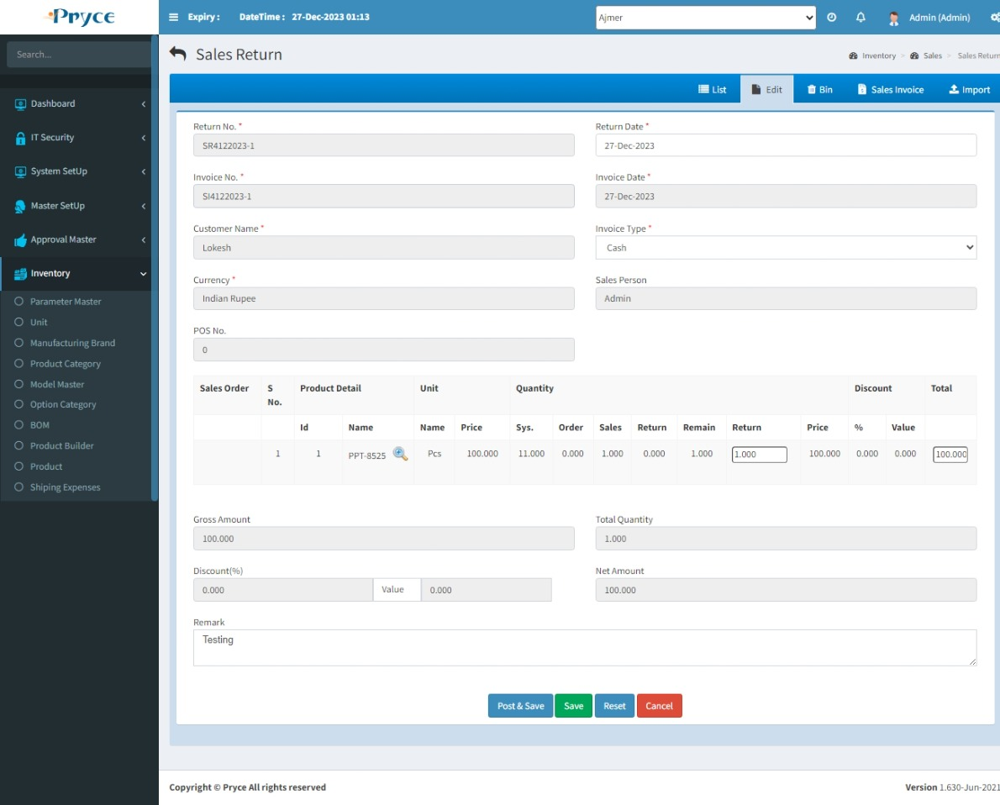 Pryce
Expiry : DateTime : 27-Dec-2023 01:13
Ajmer
Admin (Admin)
Search...
Dashboard
IT Security
System SetUp
Master SetUp
Approval Master
Inventory
Parameter Master
Unit
Manufacturing Brand
Product Category
Model Master
Option Category
BOM
Product Builder
Product
Shiping Expenses
Sales Return
Inventory > Sales > Sales Return
List Edit Bin Sales Invoice Import
Return No. * Return Date *
SR4122023-1 27-Dec-2023
Invoice No. * Invoice Date *
SI4122023-1 27-Dec-2023
Customer Name * Invoice Type *
Lokesh Cash
Currency * Sales Person
Indian Rupee Admin
POS No.
0
Sales Order S No. Product Detail Unit Quantity Discount Total
Id Name Name Price Sys. Order Sales Return Remain Return Price % Value
1 1 PPT-8525 Pcs 100.000 11.000 0.000 1.000 0.000 1.000 1.000 100.000 0.000 0.000 100.000
Gross Amount Total Quantity
100.000 1.000
Discount(%) Net Amount
0.000 Value 0.000 100.000
Remark
Testing
Post & Save Save Reset Cancel
Copyright © Pryce All rights reserved Version 1.630-Jun-2021